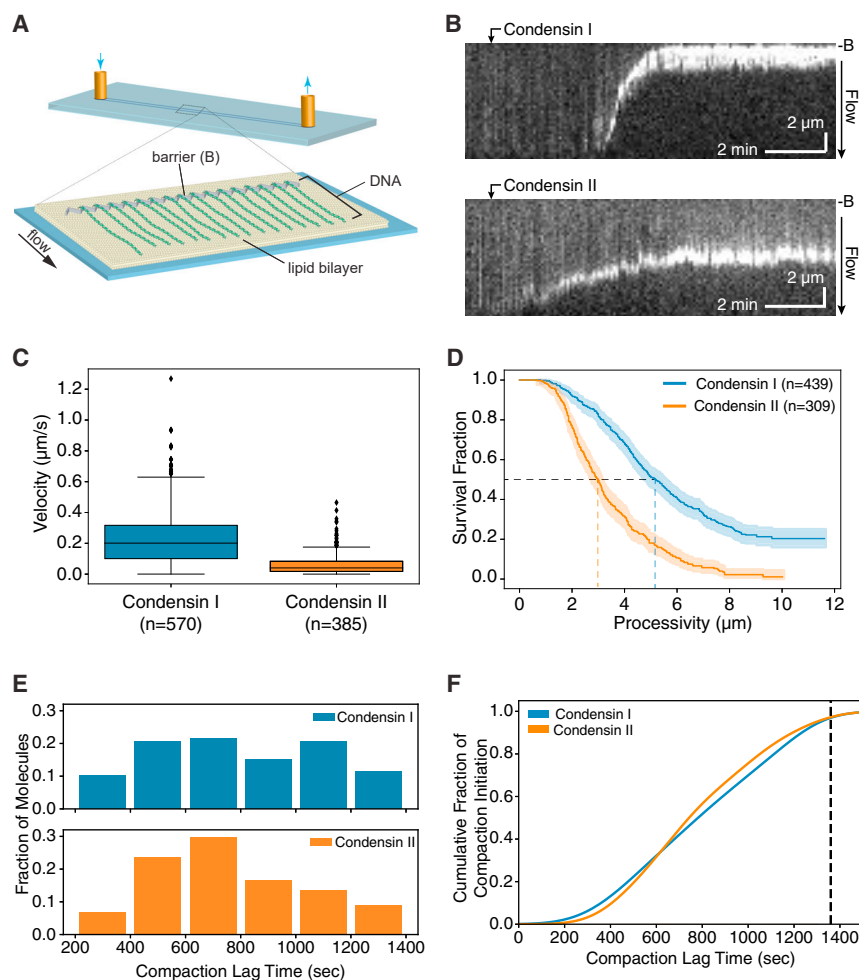 A
barrier (B)
DNA
flow
lipid bilayer
B
Condensin I
-B
Flow
2 µm
2 min
Condensin II
-B
Flow
2 µm
2 min
C
Velocity (µm/s)
1.2
1.0
0.8
0.6
0.4
0.2
0.0
Condensin I
(n=570)
Condensin II
(n=385)
D
Survival Fraction
1.0
0.8
0.6
0.4
0.2
0.0
Condensin I (n=439)
Condensin II (n=309)
0 2 4 6 8 10 12
Processivity (µm)
E
Fraction of Molecules
0.3
0.2
0.1
0.0
Condensin I
0.3
0.2
0.1
0.0
Condensin II
200 400 600 800 1000 1200 1400
Compaction Lag Time (sec)
F
Cumulative Fraction of
Compaction Initiation
1.0
0.8
0.6
0.4
0.2
0.0
Condensin I
Condensin II
0 200 400 600 800 1000 1200 1400
Compaction Lag Time (sec)